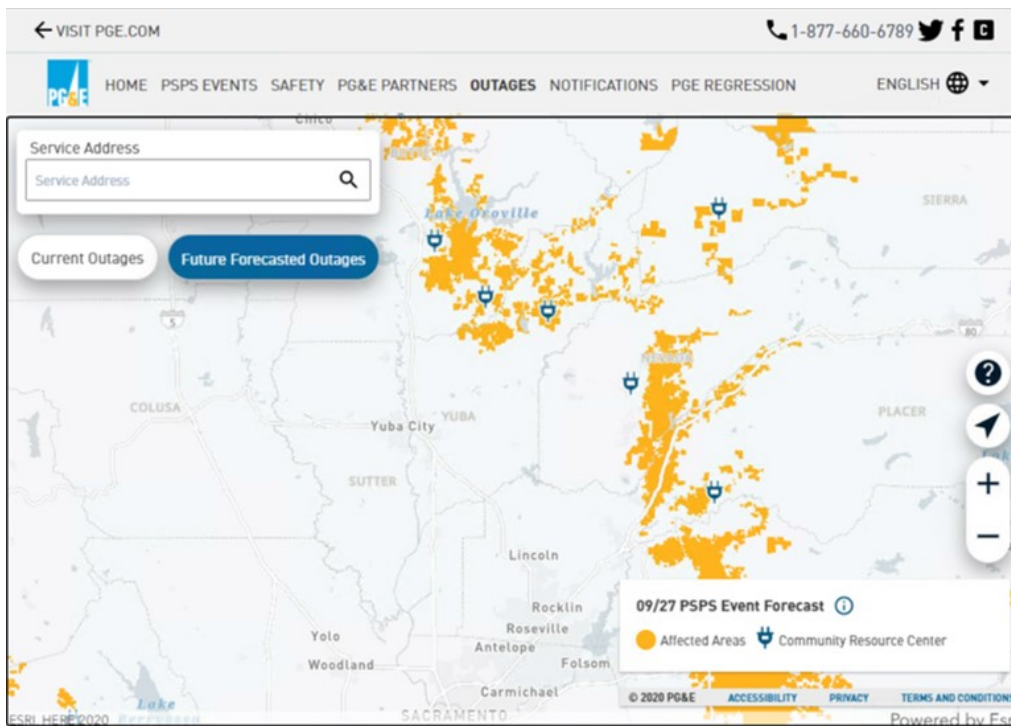 VISIT PGE.COM
1-877-660-6789
PG&E
HOME PSPS EVENTS SAFETY PG&E PARTNERS OUTAGES NOTIFICATIONS PGE REGRESSION
ENGLISH
Chico
Service Address
Service Address
Lake Oroville
SIERRA
Current Outages
Future Forecasted Outages
5
80
NEVADA
COLUSA
YUBA
PLACER
Yuba City
SUTTER
Lincoln
Rocklin
Roseville
Yolo
Antelope
Woodland
Folsom
Carmichael
SACRAMENTO
Lake
Berryessa
09/27 PSPS Event Forecast
Affected Areas
Community Resource Center
© 2020 PG&E ACCESSIBILITY PRIVACY TERMS AND CONDITIONS
ESRI, HERE 2020
Powered by Esr